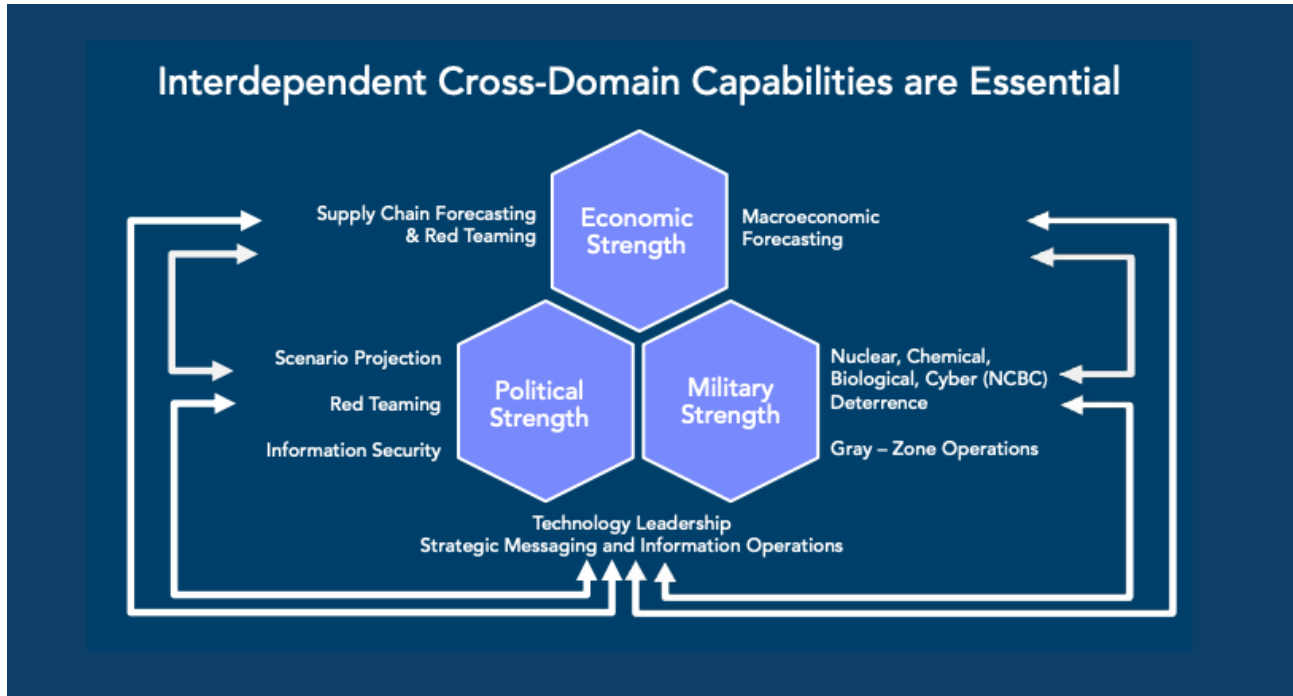 Interdependent Cross-Domain Capabilities are Essential
Supply Chain Forecasting
& Red Teaming
Economic
Strength
Macroeconomic
Forecasting
Scenario Projection
Red Teaming
Information Security
Political
Strength
Military
Strength
Nuclear, Chemical,
Biological, Cyber (NCBC)
Deterrence
Gray – Zone Operations
Technology Leadership
Strategic Messaging and Information Operations